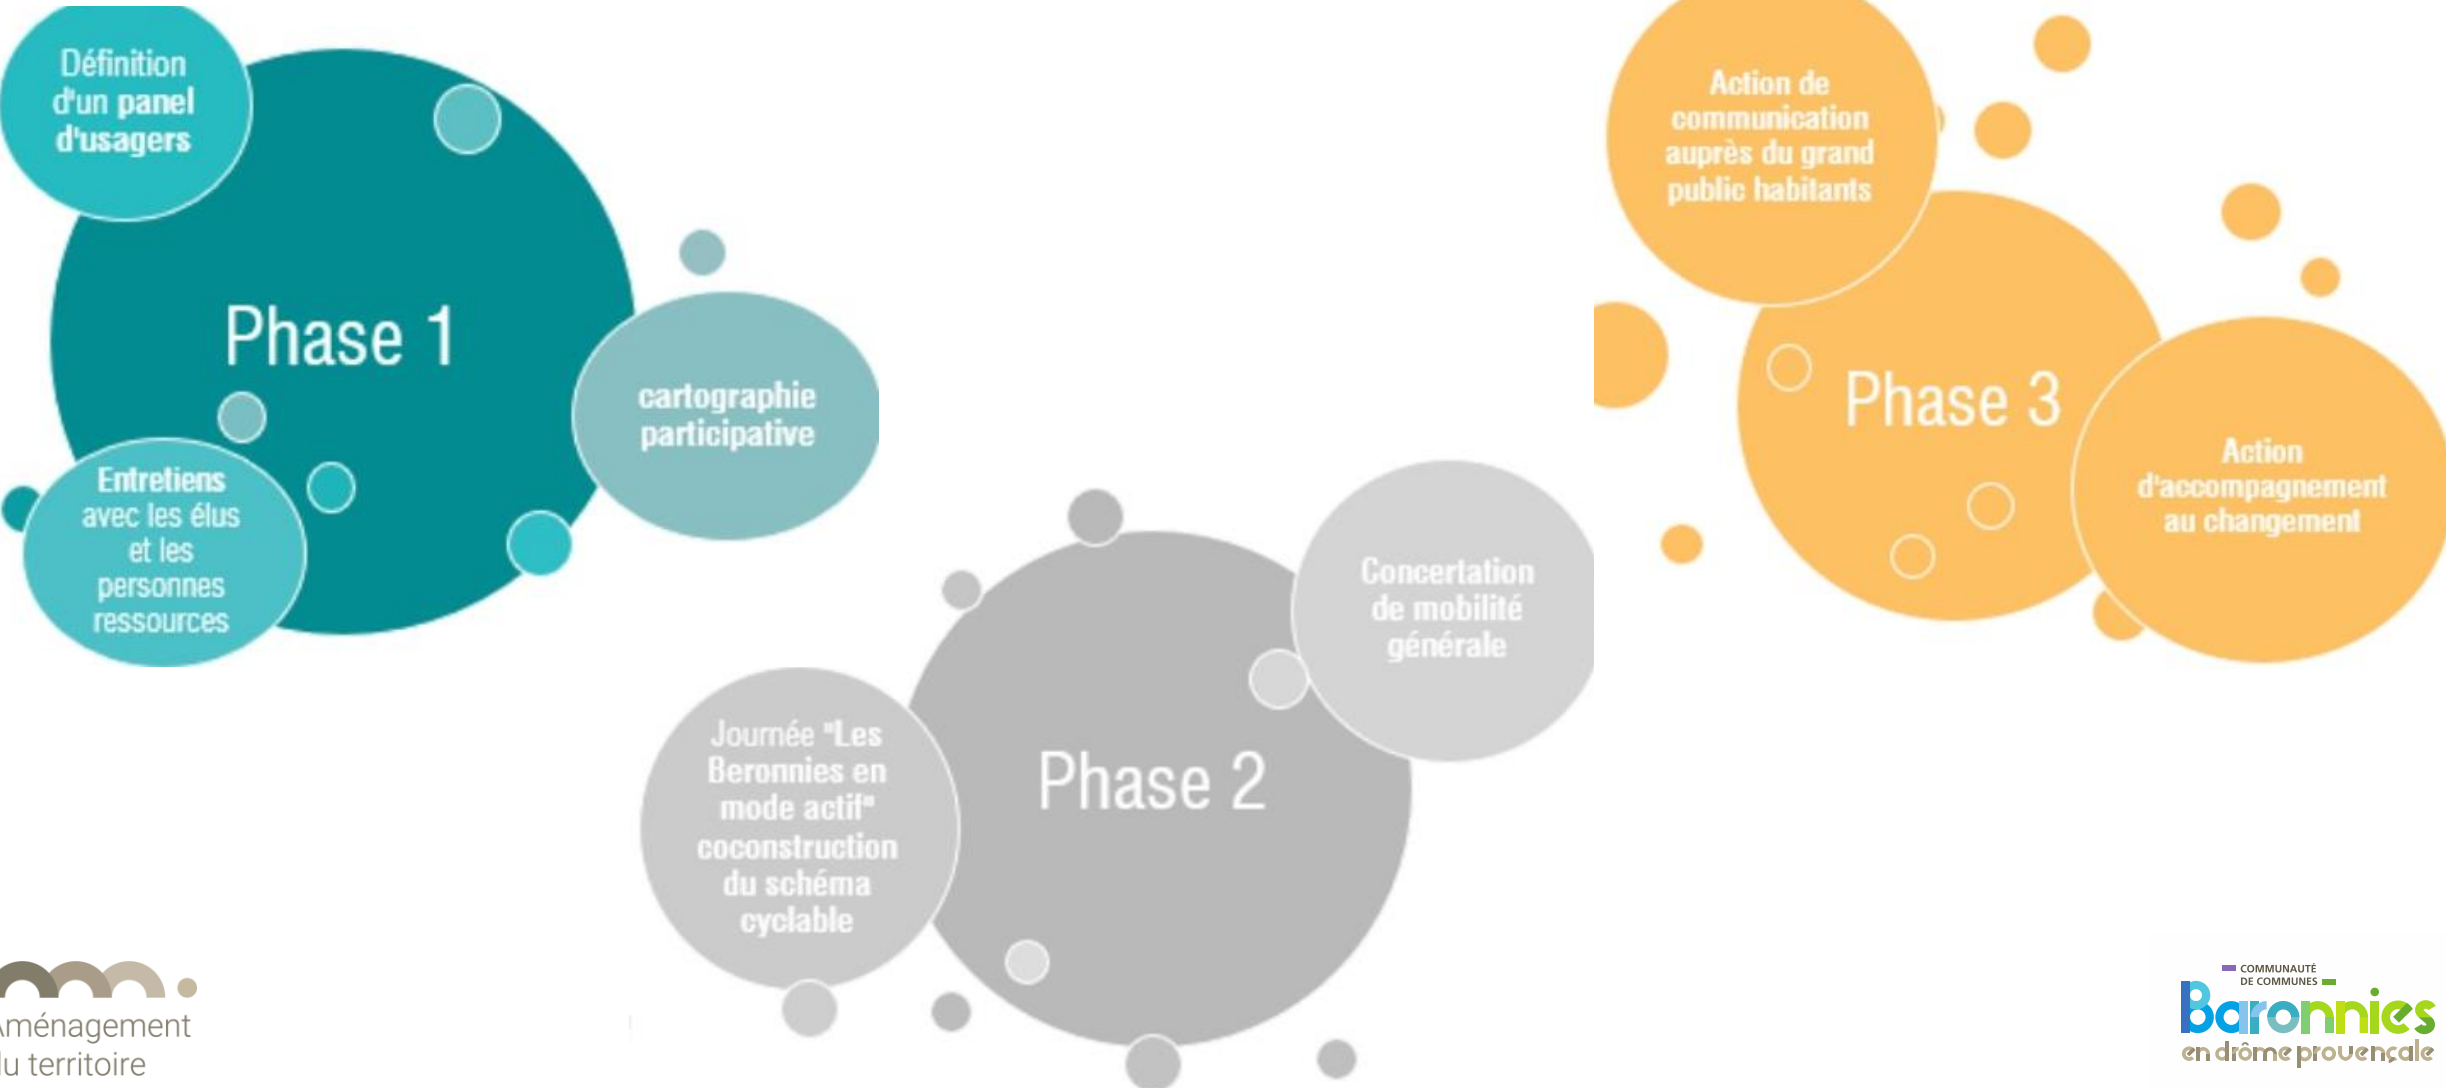 Définition
d'un panel
d'usagers
Phase 1
cartographie
participative
Entretiens
avec les élus
et les
personnes
ressources
Journée "Les
Beronnies en
mode actif"
coconstruction
du schéma
cyclable
Phase 2
Concertation
de mobilité
générale
Action de
communication
auprès du grand
public habitants
Phase 3
Action
d'accompagnement
au changement
ménagement
u territoire
COMMUNAUTÉ
DE COMMUNES
Baronnies
en drôme provençale